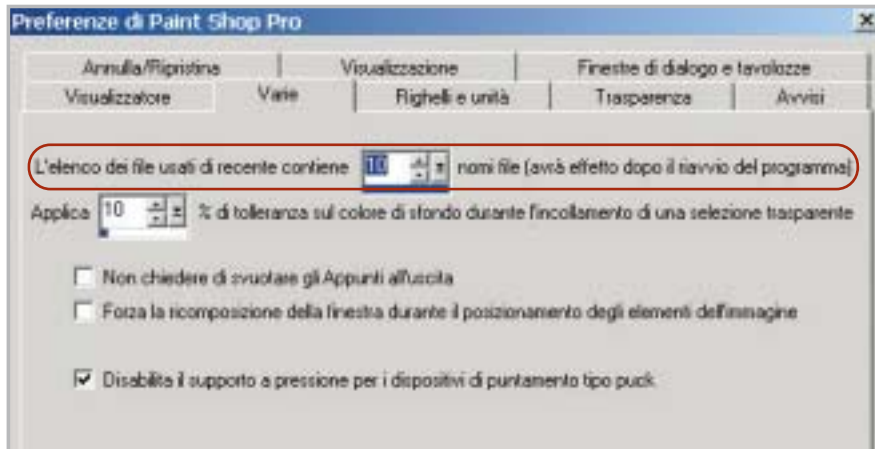 Preferenze di Paint Shop Pro
Annulla/Ripristina Visualizzazione Finestre di dialogo e tavolozze
Visualizzatore Varie Righelli e unità Trasparenza Avvisi
L'elenco dei file usati di recente contiene 10 nomi file (avrà effetto dopo il riavvio del programma)
Applica 10 % di tolleranza sul colore di sfondo durante l'incollamento di una selezione trasparente
Non chiedere di svuotare gli Appunti all'uscita
Forza la ricomposizione della finestra durante il posizionamento degli elementi dell'immagine
Disabilita il supporto a pressione per i dispositivi di puntamento tipo puck